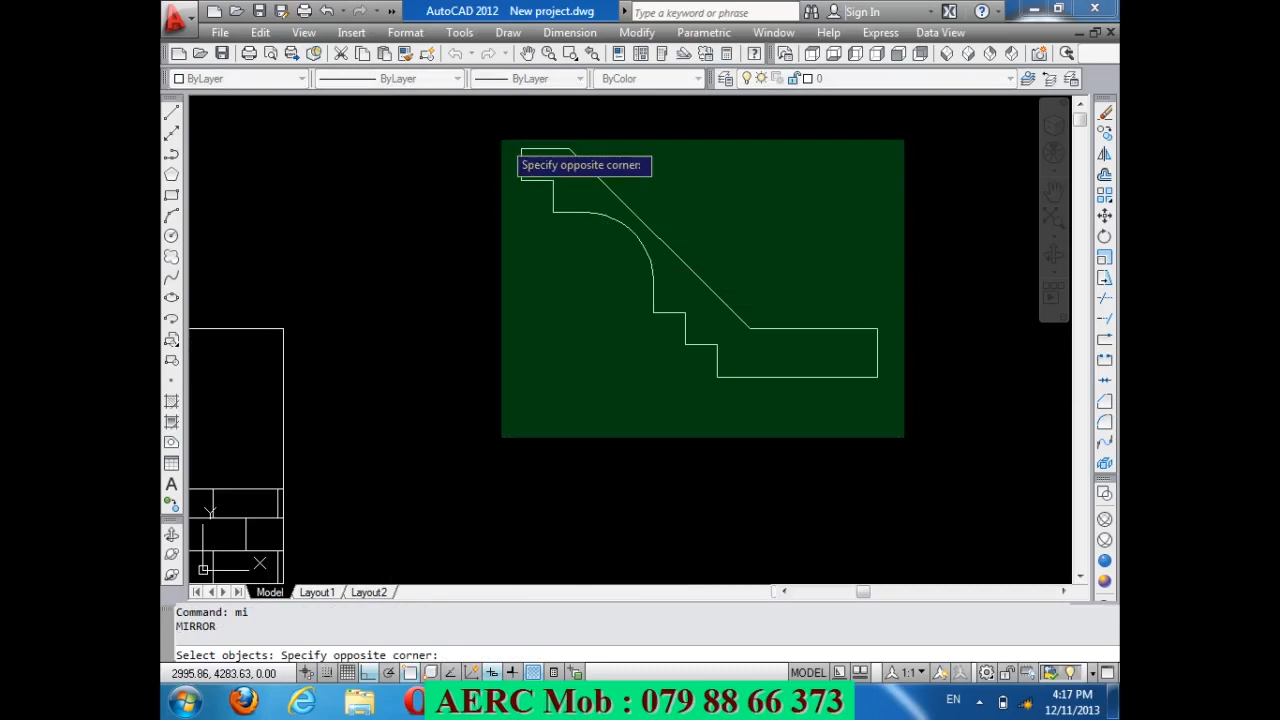 AutoCAD 2012 New project.dwg
Type a keyword or phrase
Sign In
File Edit View Insert Format Tools Draw Dimension Modify Parametric Window Help Express Data View
ByLayer ByLayer ByLayer ByColor 0
Specify opposite corner:
Y
X
Model Layout1 Layout2
Command: mi
MIRROR
Select objects: Specify opposite corner:
2995.86, 4283.63, 0.00 MODEL 1:1
AERC Mob : 079 88 66 373
EN
4:17 PM
12/11/2013